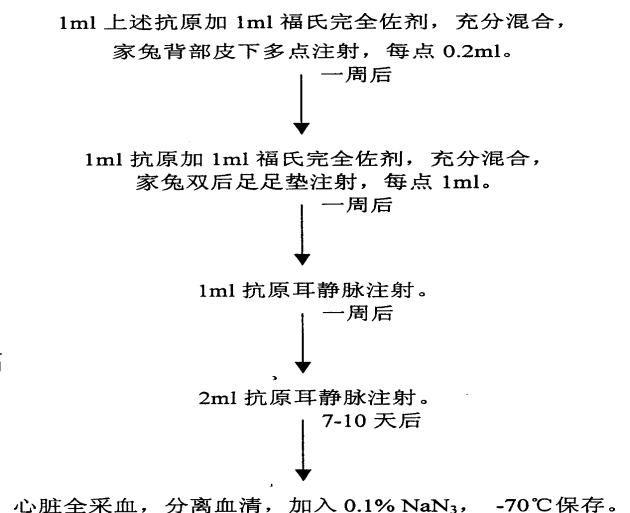 1ml 上述抗原加 1ml 福氏完全佐剂，充分混合，
家兔背部皮下多点注射，每点 0.2ml。
一周后
1ml 抗原加 1ml 福氏完全佐剂，充分混合，
家兔双后足足垫注射，每点 1ml。
一周后
1ml 抗原耳静脉注射。
一周后
2ml 抗原耳静脉注射。
7-10 天后
心脏全采血，分离血清，加入 0.1% NaN₃， -70℃保存。